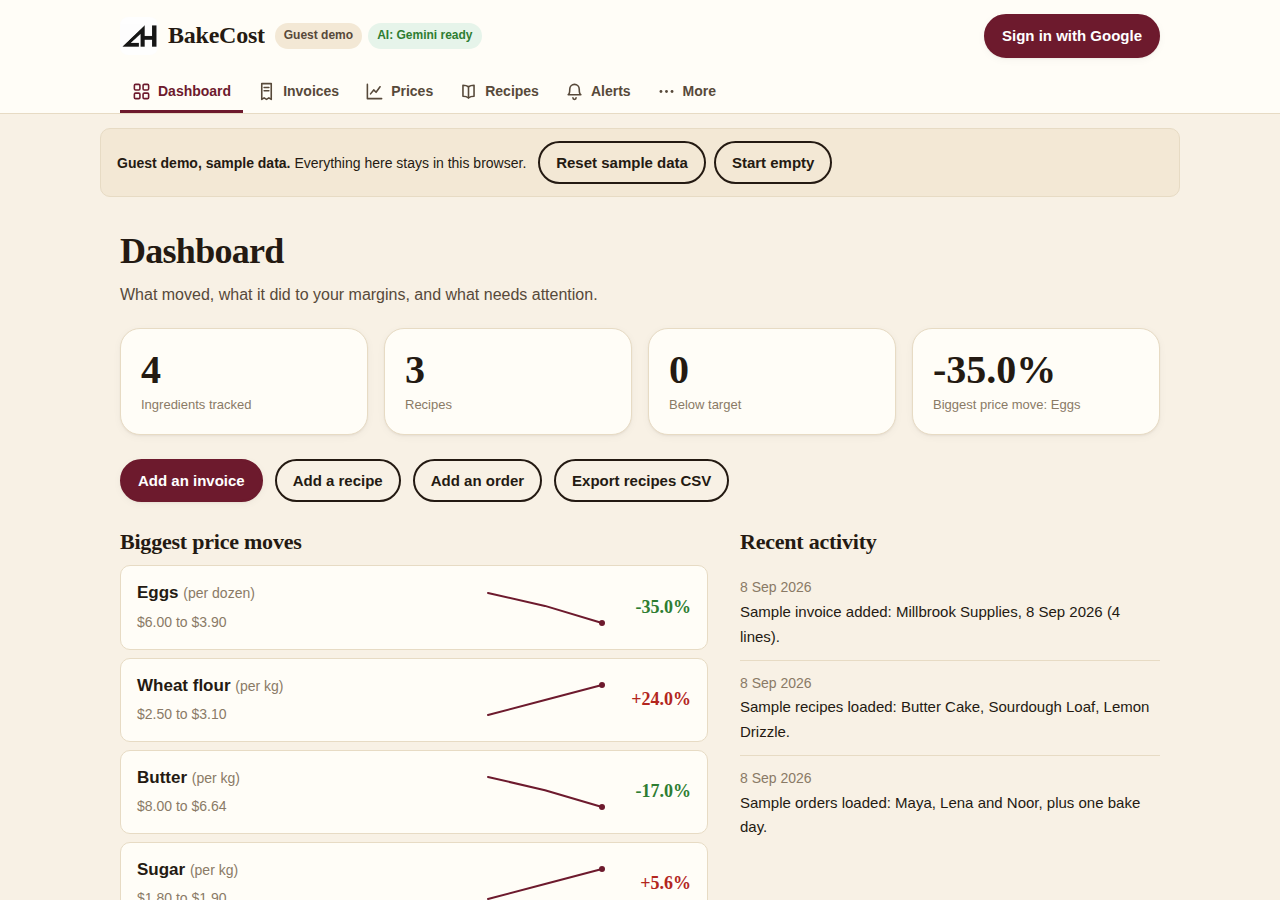 BakeCost
Guest demo
AI: Gemini ready
Sign in with Google
Dashboard
Invoices
Prices
Recipes
Alerts
More
Guest demo, sample data. Everything here stays in this browser.
Reset sample data
Start empty
Dashboard
What moved, what it did to your margins, and what needs attention.
4
Ingredients tracked
3
Recipes
0
Below target
-35.0%
Biggest price move: Eggs
Add an invoice
Add a recipe
Add an order
Export recipes CSV
Biggest price moves
Eggs (per dozen)
$6.00 to $3.90
-35.0%
Wheat flour (per kg)
$2.50 to $3.10
+24.0%
Butter (per kg)
$8.00 to $6.64
-17.0%
Sugar (per kg)
$1.80 to $1.90
+5.6%
Recent activity
8 Sep 2026
Sample invoice added: Millbrook Supplies, 8 Sep 2026 (4
lines).
8 Sep 2026
Sample recipes loaded: Butter Cake, Sourdough Loaf, Lemon
Drizzle.
8 Sep 2026
Sample orders loaded: Maya, Lena and Noor, plus one bake
day.